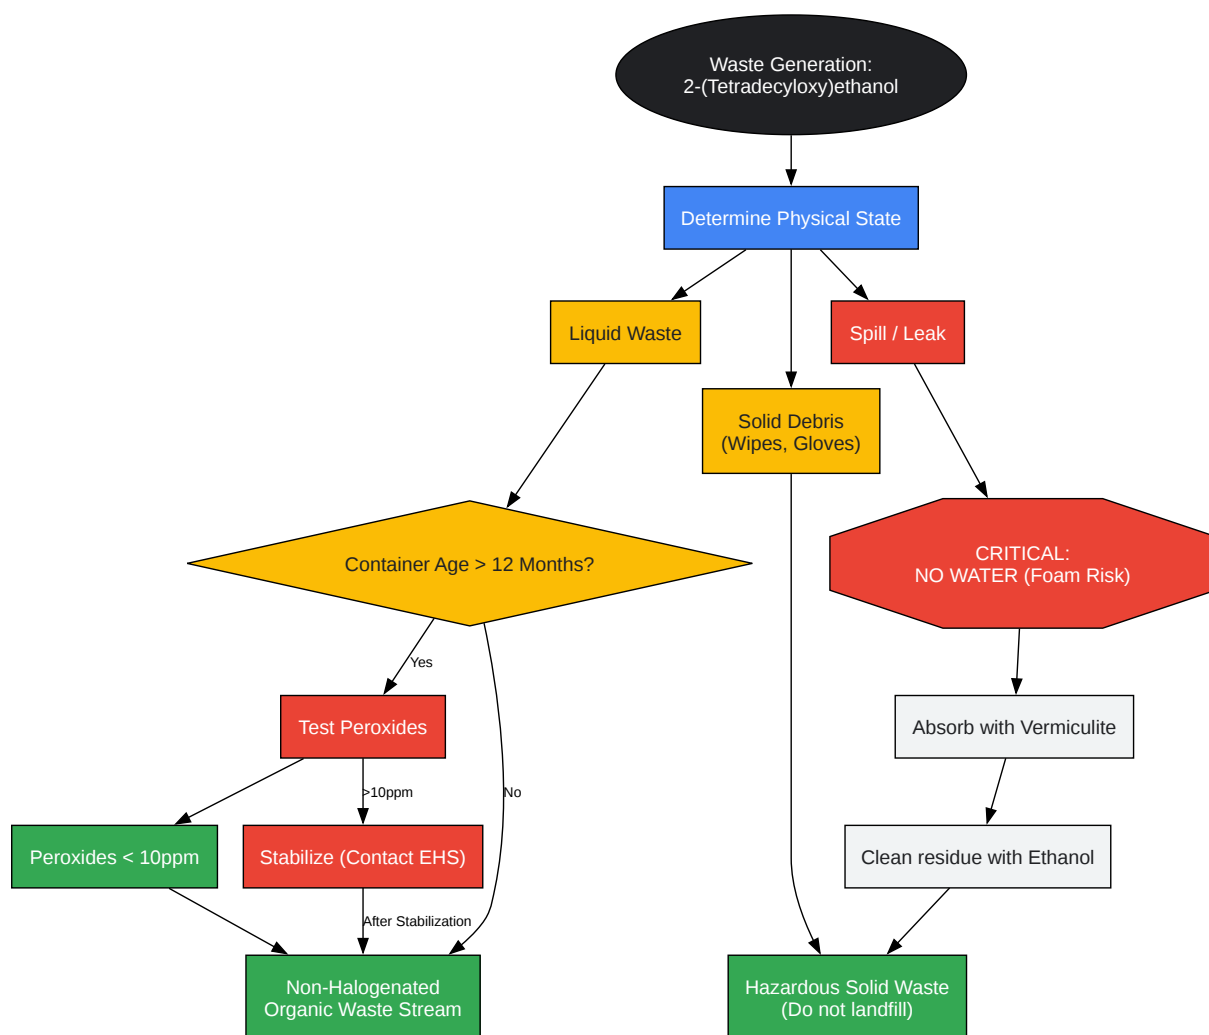 Waste Generation:
2-(Tetradecyloxy)ethanol
Determine Physical State
Liquid Waste
Spill / Leak
Solid Debris
(Wipes, Gloves)
Container Age > 12 Months?
CRITICAL:
NO WATER (Foam Risk)
Yes
Test Peroxides
Absorb with Vermiculite
>10ppm
No
Peroxides < 10ppm
Stabilize (Contact EHS)
Clean residue with Ethanol
After Stabilization
Non-Halogenated
Organic Waste Stream
Hazardous Solid Waste
(Do not landfill)